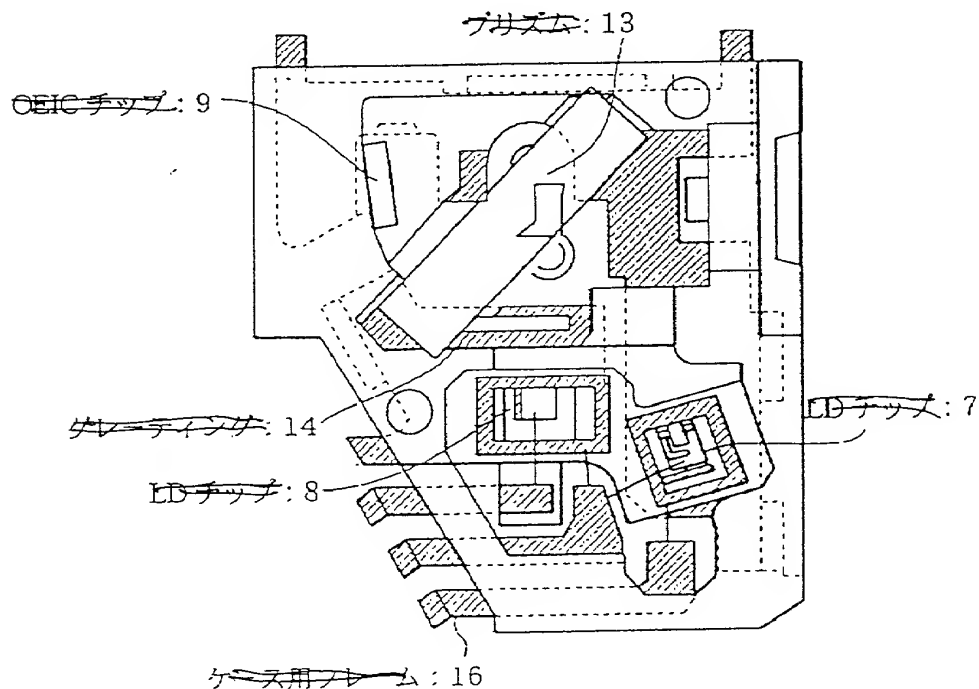 プリズム: 13
OEICチップ: 9
LDチップ: 7
グレーティング: 14
LDチップ: 8
ケース用フレーム: 16